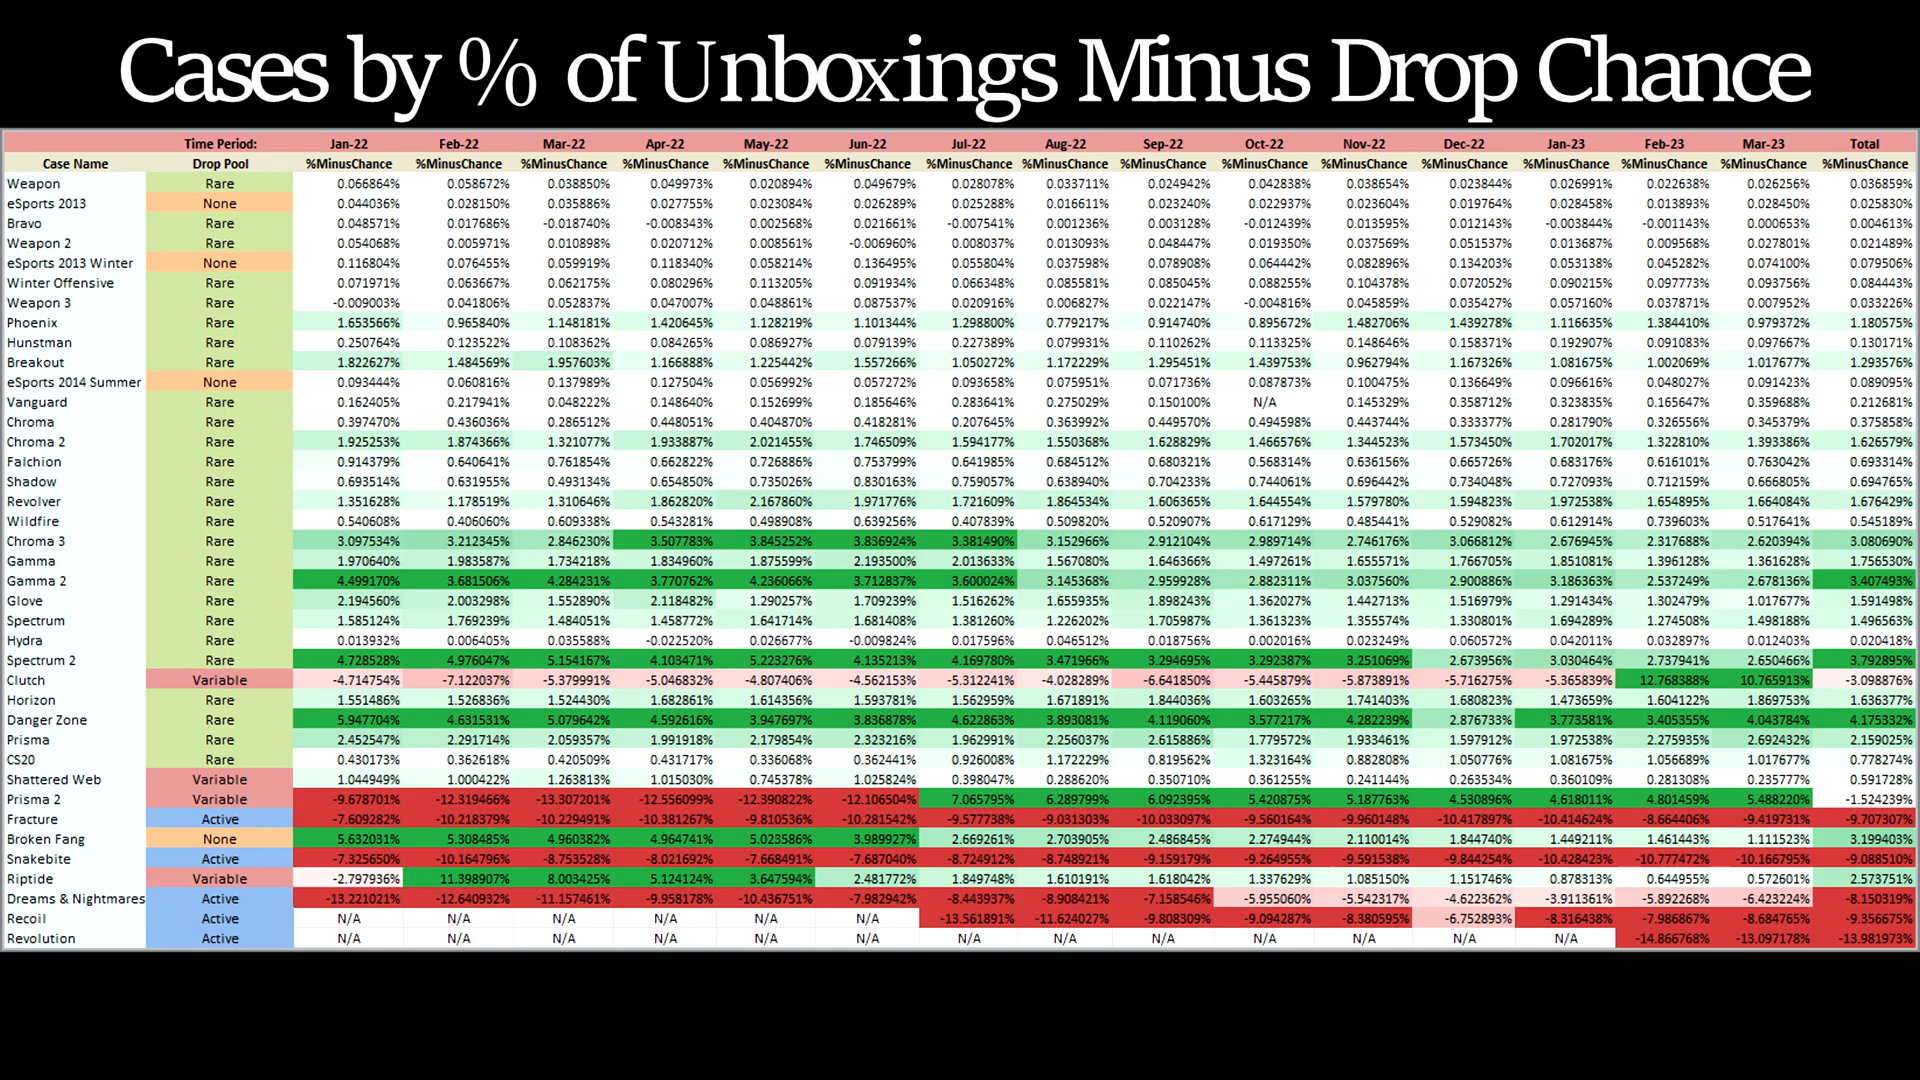 Cases by % of Unboxings Minus Drop Chance
Time Period: Jan-22 Feb-22 Mar-22 Apr-22 May-22 Jun-22 Jul-22 Aug-22 Sep-22 Oct-22 Nov-22 Dec-22 Jan-23 Feb-23 Mar-23 Total
Case Name Drop Pool %MinusChance %MinusChance %MinusChance %MinusChance %MinusChance %MinusChance %MinusChance %MinusChance %MinusChance %MinusChance %MinusChance %MinusChance %MinusChance %MinusChance %MinusChance %MinusChance
Weapon Rare 0.066864% 0.058672% 0.038850% 0.049973% 0.020894% 0.049679% 0.028078% 0.033711% 0.024942% 0.042838% 0.038654% 0.023844% 0.026991% 0.022638% 0.026256% 0.036859%
eSports 2013 None 0.044036% 0.028150% 0.035886% 0.027755% 0.023084% 0.026289% 0.025288% 0.016611% 0.023240% 0.022937% 0.023604% 0.019764% 0.028458% 0.013893% 0.028450% 0.025830%
Bravo Rare 0.048571% 0.017686% -0.018740% -0.008343% 0.002568% 0.021661% -0.007541% 0.001236% 0.003128% -0.012439% 0.013595% 0.012143% -0.003844% -0.001143% 0.000653% 0.004613%
Weapon 2 Rare 0.054068% 0.005971% 0.010898% 0.020712% 0.008561% -0.006960% 0.008037% 0.013093% 0.048447% 0.019350% 0.037569% 0.051537% 0.013687% 0.009568% 0.027801% 0.021489%
eSports 2013 Winter None 0.116804% 0.076455% 0.059919% 0.118340% 0.058214% 0.136495% 0.055804% 0.037598% 0.078908% 0.064442% 0.082896% 0.134203% 0.053138% 0.045282% 0.074100% 0.079506%
Winter Offensive Rare 0.071971% 0.063667% 0.062175% 0.080296% 0.113205% 0.091934% 0.066348% 0.085581% 0.085045% 0.088255% 0.104378% 0.072052% 0.090215% 0.097773% 0.093756% 0.084443%
Weapon 3 Rare -0.009003% 0.041806% 0.052837% 0.047007% 0.048861% 0.087537% 0.020916% 0.006827% 0.022147% -0.004816% 0.045859% 0.035427% 0.057160% 0.037871% 0.007952% 0.033226%
Phoenix Rare 1.653566% 0.965840% 1.148181% 1.420645% 1.128219% 1.101344% 1.298800% 0.779217% 0.914740% 0.895672% 1.482706% 1.439278% 1.116635% 1.384410% 0.979372% 1.180575%
Hunstman Rare 0.250764% 0.123522% 0.108362% 0.084265% 0.086927% 0.079139% 0.227389% 0.079931% 0.110262% 0.113325% 0.148646% 0.158371% 0.192907% 0.091083% 0.097667% 0.130171%
Breakout Rare 1.822627% 1.484569% 1.957603% 1.166888% 1.225442% 1.557266% 1.050272% 1.172229% 1.295451% 1.439753% 0.962794% 1.167326% 1.081675% 1.002069% 1.017677% 1.293576%
eSports 2014 Summer None 0.093444% 0.060816% 0.137989% 0.127504% 0.056992% 0.057272% 0.093658% 0.075951% 0.071736% 0.087873% 0.100475% 0.136649% 0.096616% 0.048027% 0.091423% 0.089095%
Vanguard Rare 0.162405% 0.217941% 0.048222% 0.148640% 0.152699% 0.185646% 0.283641% 0.275029% 0.150100% N/A 0.145329% 0.358712% 0.323835% 0.165647% 0.359688% 0.212681%
Chroma Rare 0.397470% 0.436036% 0.286512% 0.448051% 0.404870% 0.418281% 0.207645% 0.363992% 0.449570% 0.494598% 0.443744% 0.333377% 0.281790% 0.326556% 0.345379% 0.375858%
Chroma 2 Rare 1.925253% 1.874366% 1.321077% 1.933887% 2.021455% 1.746509% 1.594177% 1.550368% 1.628829% 1.466576% 1.344523% 1.573450% 1.702017% 1.322810% 1.393386% 1.626579%
Falchion Rare 0.914379% 0.640641% 0.761854% 0.662822% 0.726886% 0.753799% 0.641985% 0.684512% 0.680321% 0.568314% 0.636156% 0.665726% 0.683176% 0.616101% 0.763042% 0.693314%
Shadow Rare 0.693514% 0.631955% 0.493134% 0.654850% 0.735026% 0.830163% 0.759057% 0.638940% 0.704233% 0.744061% 0.696442% 0.734048% 0.727093% 0.712159% 0.666805% 0.694765%
Revolver Rare 1.351628% 1.178519% 1.310646% 1.862820% 2.167860% 1.971776% 1.721609% 1.864534% 1.606365% 1.644554% 1.579780% 1.594823% 1.972538% 1.654895% 1.664084% 1.676429%
Wildfire Rare 0.540608% 0.406060% 0.609338% 0.543281% 0.498908% 0.639256% 0.407839% 0.509820% 0.520907% 0.617129% 0.485441% 0.529082% 0.612914% 0.739603% 0.517641% 0.545189%
Chroma 3 Rare 3.097534% 3.212345% 2.846230% 3.507783% 3.845252% 3.836924% 3.381490% 3.152966% 2.912104% 2.989714% 2.746176% 3.066812% 2.676945% 2.317688% 2.620394% 3.080690%
Gamma Rare 1.970640% 1.983587% 1.734218% 1.834960% 1.875599% 2.193500% 2.013633% 1.567080% 1.646366% 1.497261% 1.655571% 1.766705% 1.851081% 1.396128% 1.361628% 1.756530%
Gamma 2 Rare 4.499170% 3.681506% 4.284231% 3.770762% 4.236066% 3.712837% 3.600024% 3.145368% 2.959928% 2.882311% 3.037560% 2.900886% 3.186363% 2.537249% 2.678136% 3.407493%
Glove Rare 2.194560% 2.003298% 1.552890% 2.118482% 1.290257% 1.709239% 1.516262% 1.655935% 1.898243% 1.362027% 1.442713% 1.516979% 1.291434% 1.302479% 1.017677% 1.591498%
Spectrum Rare 1.585124% 1.769239% 1.484051% 1.458772% 1.641714% 1.681408% 1.381260% 1.226202% 1.705987% 1.361323% 1.355574% 1.330801% 1.694289% 1.274508% 1.498188% 1.496563%
Hydra Rare 0.013932% 0.006405% 0.035588% -0.022520% 0.026677% -0.009824% 0.017596% 0.046512% 0.018756% 0.002016% 0.023249% 0.060572% 0.042011% 0.032897% 0.012403% 0.020418%
Spectrum 2 Rare 4.728528% 4.976047% 5.154167% 4.103471% 5.223276% 4.135213% 4.169780% 3.471966% 3.294695% 3.292387% 3.251069% 2.673956% 3.030464% 2.737941% 2.650466% 3.792895%
Clutch Variable -4.714754% -7.122037% -5.379991% -5.046832% -4.807406% -4.562153% -5.312241% -4.028289% -6.641850% -5.445879% -5.873891% -5.716275% -5.365839% 12.768388% 10.765913% -3.098876%
Horizon Rare 1.551486% 1.526836% 1.524430% 1.682861% 1.614356% 1.593781% 1.562959% 1.671891% 1.844036% 1.603265% 1.741403% 1.680823% 1.473659% 1.604122% 1.869753% 1.636377%
Danger Zone Rare 5.947704% 4.631531% 5.079642% 4.592616% 3.947697% 3.836878% 4.622863% 3.893081% 4.119060% 3.577217% 4.282239% 2.876733% 3.773581% 3.405355% 4.043784% 4.175332%
Prisma Rare 2.452547% 2.291714% 2.059357% 1.991918% 2.179854% 2.323216% 1.962991% 2.256037% 2.615886% 1.779572% 1.933461% 1.597912% 1.972538% 2.275935% 2.692432% 2.159025%
CS20 Rare 0.430173% 0.362618% 0.420509% 0.431717% 0.336068% 0.362441% 0.926008% 1.172229% 0.819562% 1.323164% 0.882808% 1.050776% 1.081675% 1.056689% 1.017677% 0.778274%
Shattered Web Variable 1.044949% 1.000422% 1.263813% 1.015030% 0.745378% 1.025824% 0.398047% 0.288620% 0.350710% 0.361255% 0.241144% 0.263534% 0.360109% 0.281308% 0.235777% 0.591728%
Prisma 2 Variable -9.678701% -12.319466% -13.307201% -12.556099% -12.390822% -12.106504% 7.065795% 6.289799% 6.092395% 5.420875% 5.187763% 4.530896% 4.618011% 4.801459% 5.488220% -1.524239%
Fracture Active -7.609282% -10.218379% -10.229491% -10.381267% -9.810536% -10.281542% -9.577738% -9.031303% -10.033097% -9.560164% -9.960148% -10.417897% -10.414624% -8.664406% -9.419731% -9.707307%
Broken Fang None 5.632031% 5.308485% 4.960382% 4.964741% 5.023586% 3.989927% 2.669261% 2.703905% 2.486845% 2.274944% 2.110014% 1.844740% 1.449211% 1.461443% 1.111523% 3.199403%
Snakebite Active -7.325650% -10.164796% -8.753528% -8.021692% -7.668491% -7.687040% -8.724912% -8.748921% -9.159179% -9.264955% -9.591538% -9.844254% -10.428423% -10.777472% -10.166795% -9.088510%
Riptide Variable -2.797936% 11.398907% 8.003425% 5.124124% 3.647594% 2.481772% 1.849748% 1.610191% 1.618042% 1.337629% 1.085150% 1.151746% 0.878313% 0.644955% 0.572601% 2.573751%
Dreams & Nightmares Active -13.221021% -12.640932% -11.157461% -9.958178% -10.436751% -7.982942% -8.443937% -8.908421% -7.158546% -5.955060% -5.542317% -4.622362% -3.911361% -5.892268% -6.423224% -8.150319%
Recoil Active N/A N/A N/A N/A N/A N/A -13.561891% -11.624027% -9.808309% -9.094287% -8.380595% -6.752893% -8.316438% -7.986867% -8.684765% -9.356675%
Revolution Active N/A N/A N/A N/A N/A N/A N/A N/A N/A N/A N/A N/A N/A -14.866768% -13.097178% -13.981973%